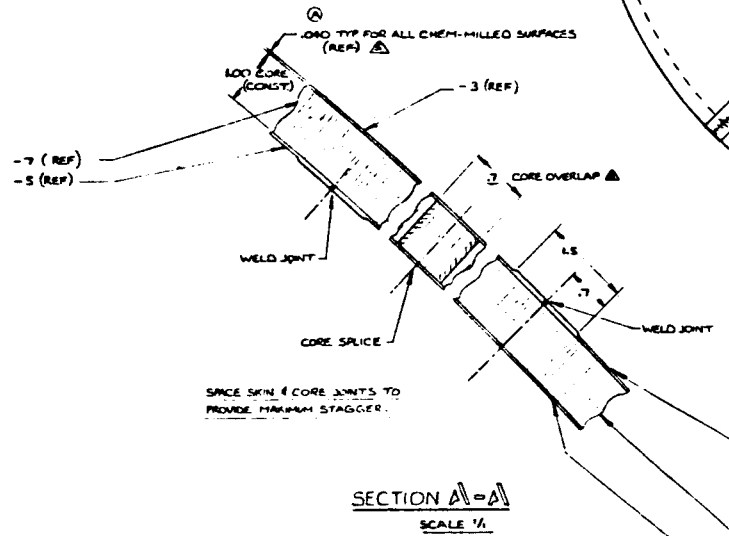 A
.040 TYP FOR ALL CHEM-MILLED SURFACES
(REF)
1.00 CORE
(CONST)
-3 (REF)
-7 (REF)
-5 (REF)
.7 CORE OVERLAP
WELD JOINT
1.5
.7
WELD JOINT
CORE SPLICE
SPACE SKIN & CORE JOINTS TO
PROVIDE MAXIMUM STAGGER.
SECTION A-A
SCALE 1/1